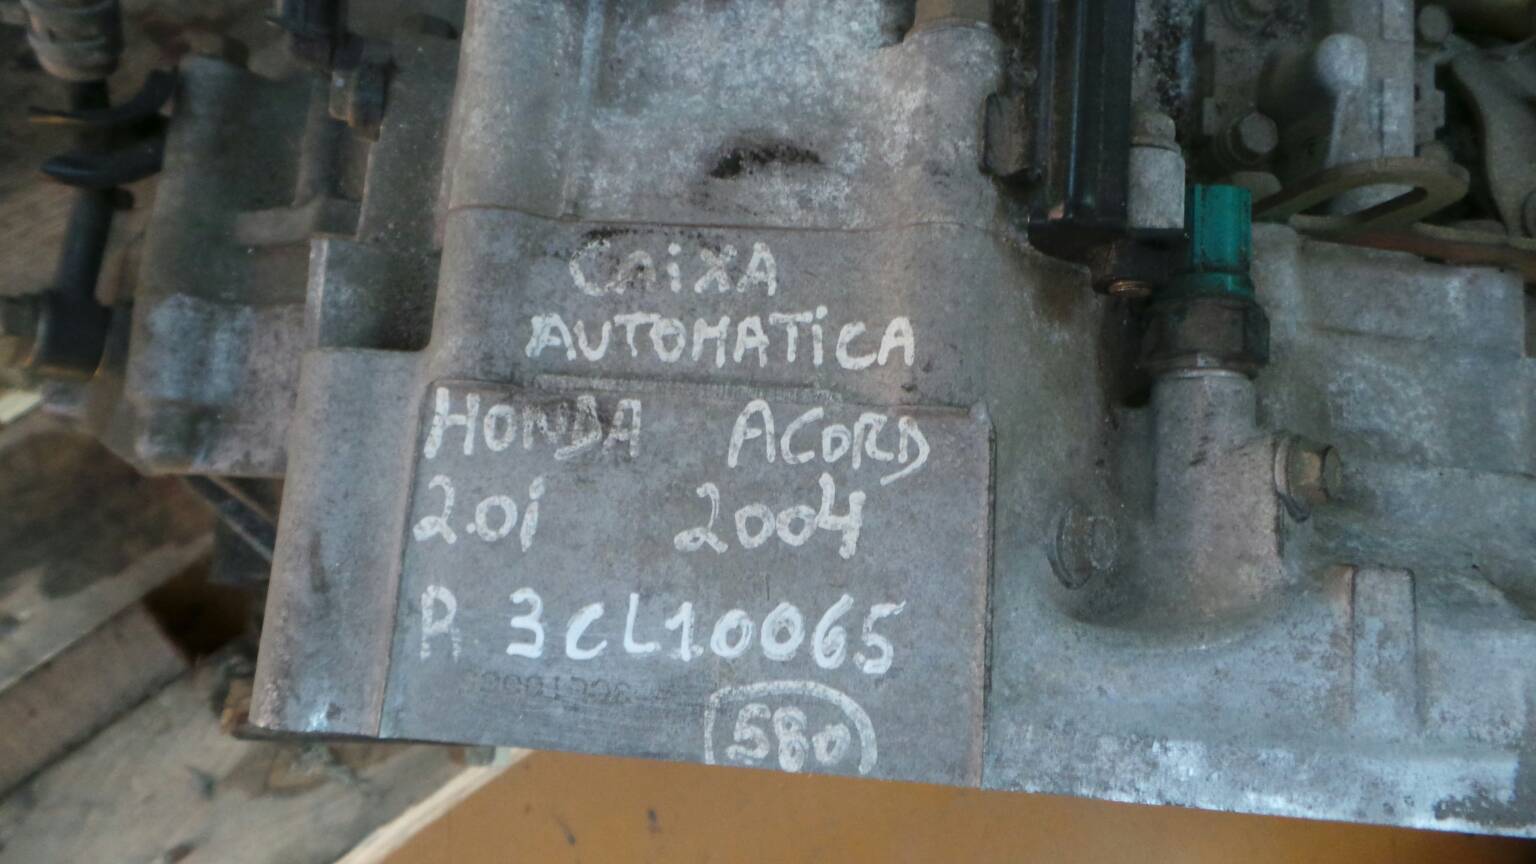 CAiXA
AUTOMATiCA
HONDA ACORD
2.0i 2004
R 3CL10065
580